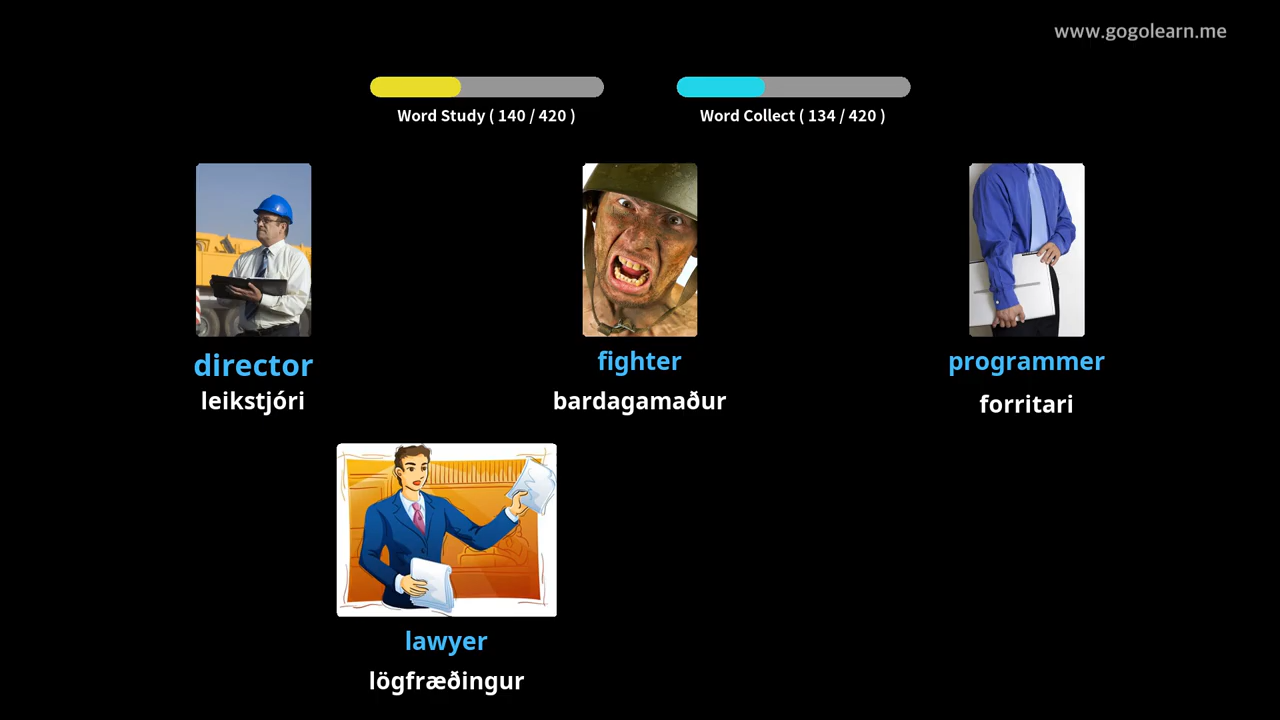 www.gogolearn.me
Word Study ( 140 / 420 )
Word Collect ( 134 / 420 )
director
fighter
programmer
leikstjóri
bardagamaður
forritari
lawyer
lögfræðingur